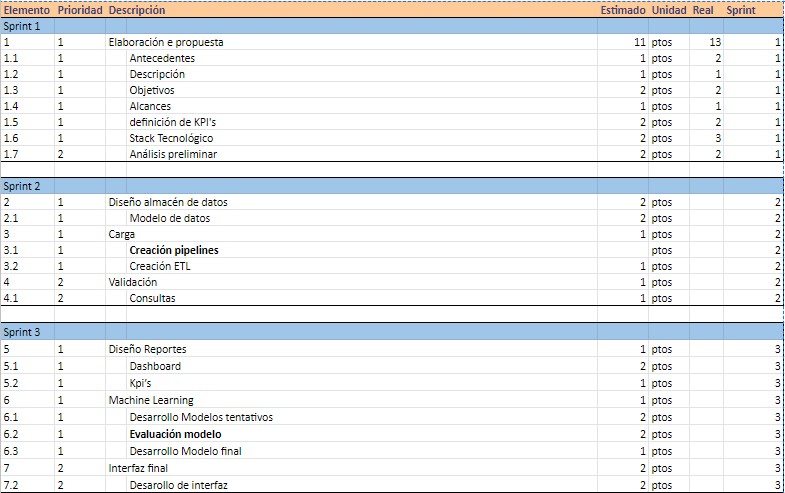 Elemento Prioridad Descripción Estimado Unidad Real Sprint
Sprint 1
1 1 Elaboración e propuesta 11 ptos 13 1
1.1 1 Antecedentes 1 ptos 2 1
1.2 1 Descripción 1 ptos 1 1
1.3 1 Objetivos 2 ptos 2 1
1.4 1 Alcances 1 ptos 1 1
1.5 1 definición de KPI's 2 ptos 2 1
1.6 1 Stack Tecnológico 2 ptos 3 1
1.7 2 Análisis preliminar 2 ptos 2 1
Sprint 2
2 1 Diseño almacén de datos 2 ptos 2
2.1 1 Modelo de datos 2 ptos 2
3 1 Carga 1 ptos 2
3.1 1 Creación pipelines ptos 2
3.2 1 Creación ETL 1 ptos 2
4 2 Validación 1 ptos 2
4.1 2 Consultas 1 ptos 2
Sprint 3
5 1 Diseño Reportes 1 ptos 3
5.1 1 Dashboard 2 ptos 3
5.2 1 Kpi's 1 ptos 3
6 1 Machine Learning 1 ptos 3
6.1 1 Desarrollo Modelos tentativos 2 ptos 3
6.2 1 Evaluación modelo 2 ptos 3
6.3 1 Desarrollo Modelo final 1 ptos 3
7 2 Interfaz final 2 ptos 3
7.2 2 Desarollo de interfaz 2 ptos 3